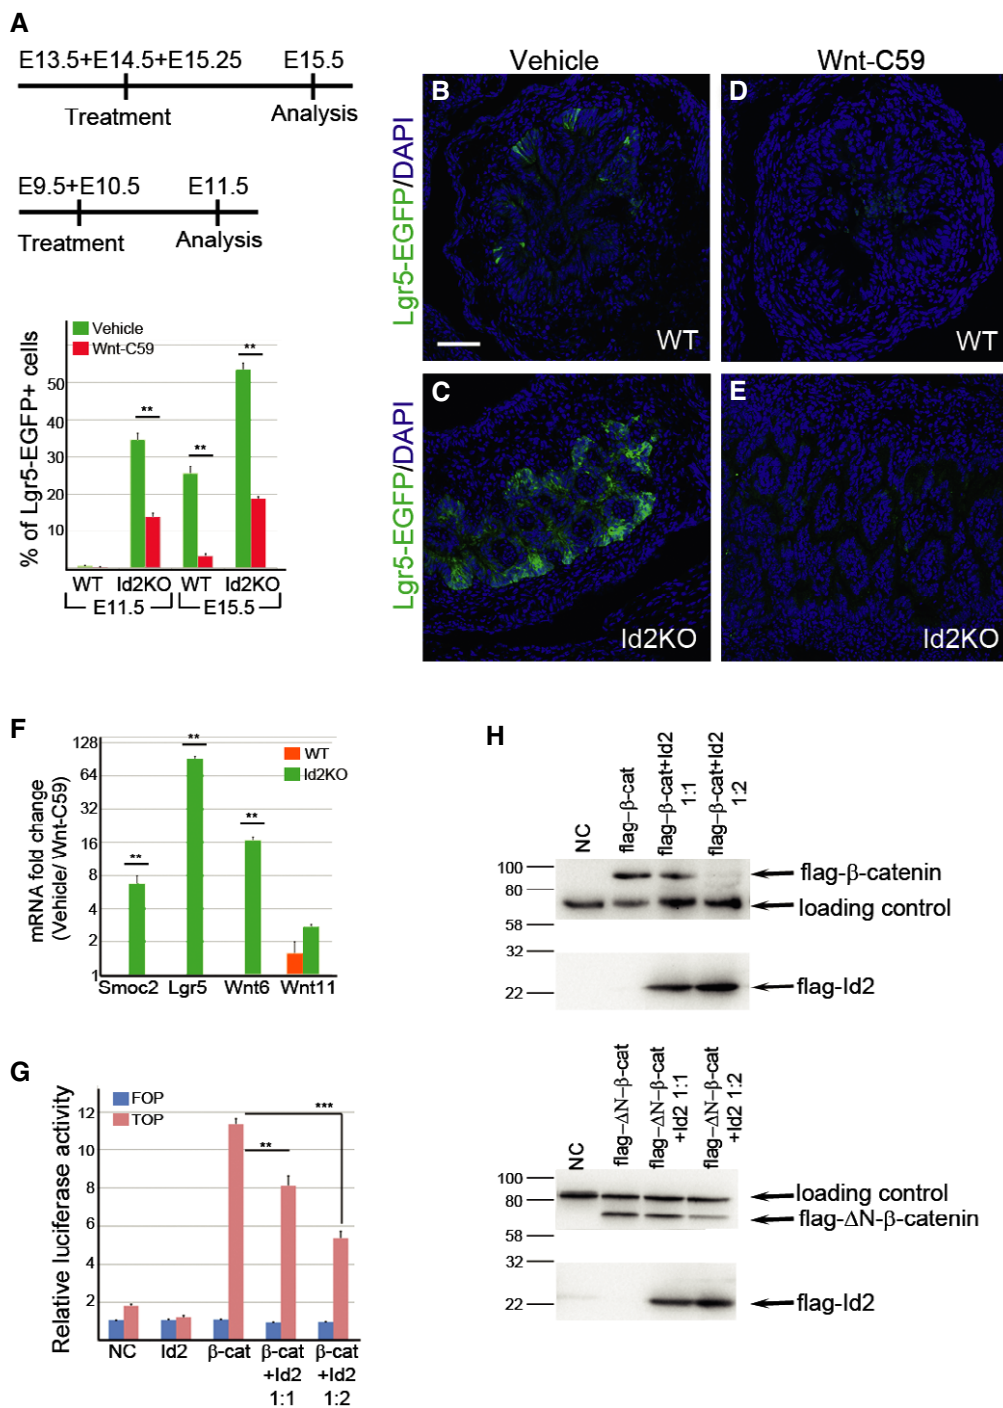 A
E13.5+E14.5+E15.25 E15.5
Treatment Analysis
E9.5+E10.5 E11.5
Treatment Analysis
Vehicle
Wnt-C59
% of Lgr5-EGFP+ cells
50
40
30
20
10
** ** **
WT Id2KO WT Id2KO
E11.5 E15.5
Vehicle Wnt-C59
Lgr5-EGFP/DAPI
B
WT
D
WT
Lgr5-EGFP/DAPI
C
Id2KO
E
Id2KO
F
mRNA fold change
(Vehicle/ Wnt-C59)
128
64
32
16
8
4
2
1
WT
Id2KO
** ** **
Smoc2 Lgr5 Wnt6 Wnt11
G
Relative luciferase activity
FOP
TOP
12
10
8
6
4
2
***
**
NC Id2 β-cat β-cat +Id2 1:1 β-cat +Id2 1:2
H
NC
flag-β-cat
flag-β-cat+Id2 1:1
flag-β-cat+Id2 1:2
100
80
58
32
22
flag-β-catenin
loading control
flag-Id2
NC
flag-ΔN-β-cat
flag-ΔN-β-cat +Id2 1:1
flag-ΔN-β-cat +Id2 1:2
100
80
58
32
22
loading control
flag-ΔN-β-catenin
flag-Id2